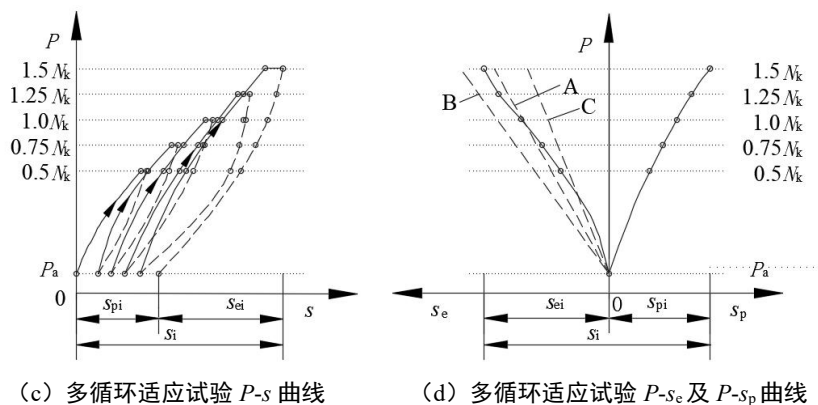 P
1.5 Nk
1.25 Nk
1.0 Nk
0.75 Nk
0.5 Nk
Pa
0
spi
sei
s
si
(c) 多循环适应试验 P-s 曲线
P
B
A
C
1.5 Nk
1.25 Nk
1.0 Nk
0.75 Nk
0.5 Nk
Pa
se
sei
0
spi
sp
si
(d) 多循环适应试验 P-se 及 P-sp 曲线